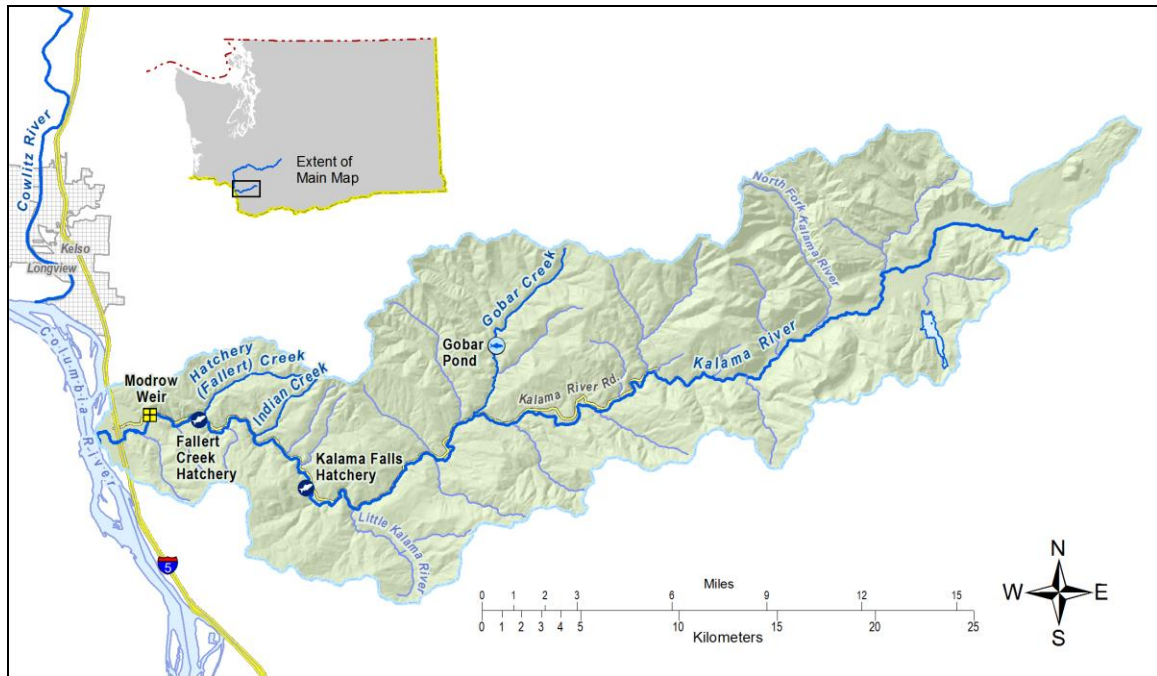 Cowlitz River
Kelso
Longview
Extent of
Main Map
North Fork Kalama River
Gobar Creek
Gobar
Pond
Kalama River
Kalama River Rd.
Hatchery
(Fallert) Creek
Indian Creek
Modrow
Weir
Fallert
Creek
Hatchery
Kalama Falls
Hatchery
Little Kalama
River
Columbia
River
5
N
W
E
S
Miles
0 1 2 3 6 9 12 15
0 1 2 3 4 5 10 15 20 25
Kilometers